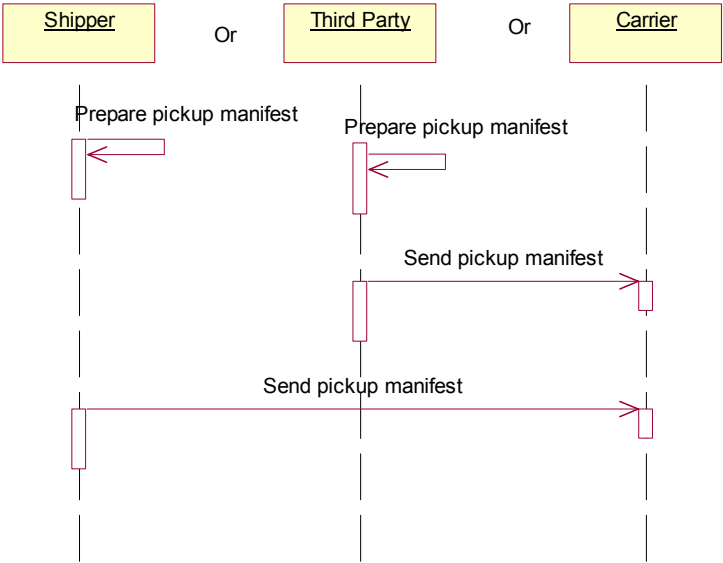 Shipper
Or
Third Party
Or
Carrier
Prepare pickup manifest
Prepare pickup manifest
Send pickup manifest
Send pickup manifest